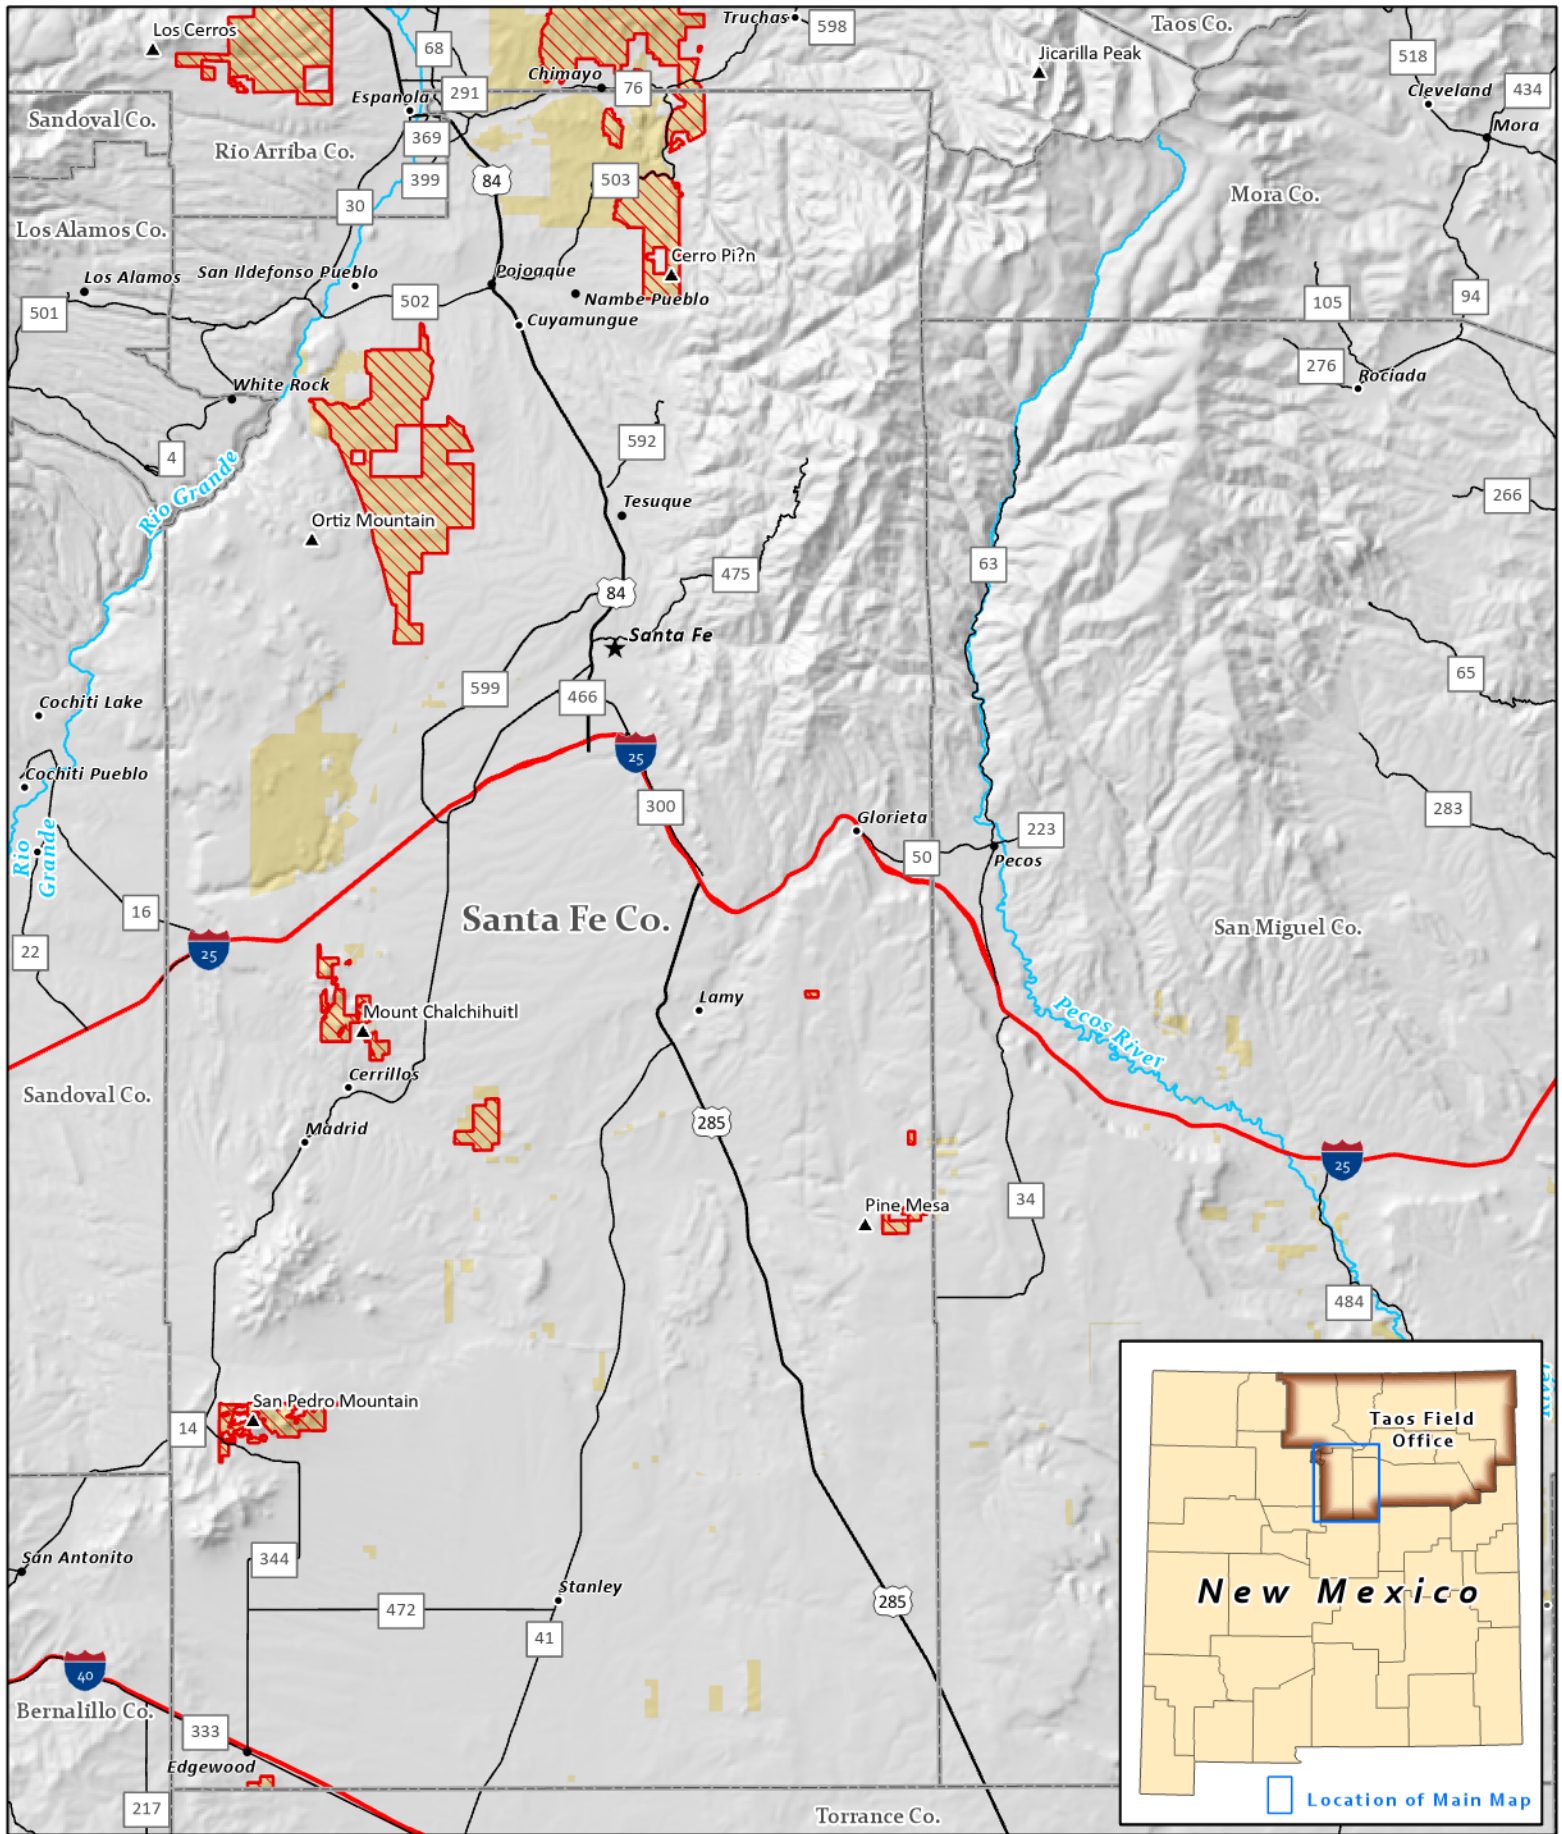 Los Cerros
68
Truchas
598
Taos Co.
Jicarilla Peak
518
Cleveland
434
Mora
Chimayo
76
291
Espanola
Sandoval Co.
369
Rio Arriba Co.
399
84
503
30
Mora Co.
Los Alamos Co.
Cerro Pi?n
Los Alamos
San Ildefonso Pueblo
Pojoaque
Nambe Pueblo
501
502
Cuyamungue
105
94
276
Rociada
White Rock
4
592
Rio Grande
Tesuque
266
Ortiz Mountain
475
63
84
Santa Fe
599
466
65
Cochiti Lake
25
Cochiti Pueblo
300
Glorieta
283
223
50
Pecos
Rio
Grande
16
Santa Fe Co.
San Miguel Co.
22
25
Lamy
Mount Chalchihuitl
Pecos River
Cerrillos
Sandoval Co.
Madrid
285
25
34
Pine Mesa
484
River
San Pedro Mountain
14
Taos Field
Office
San Antonito
344
Stanley
472
285
41
New Mexico
40
Bernalillo Co.
333
Edgewood
217
Torrance Co.
Location of Main Map